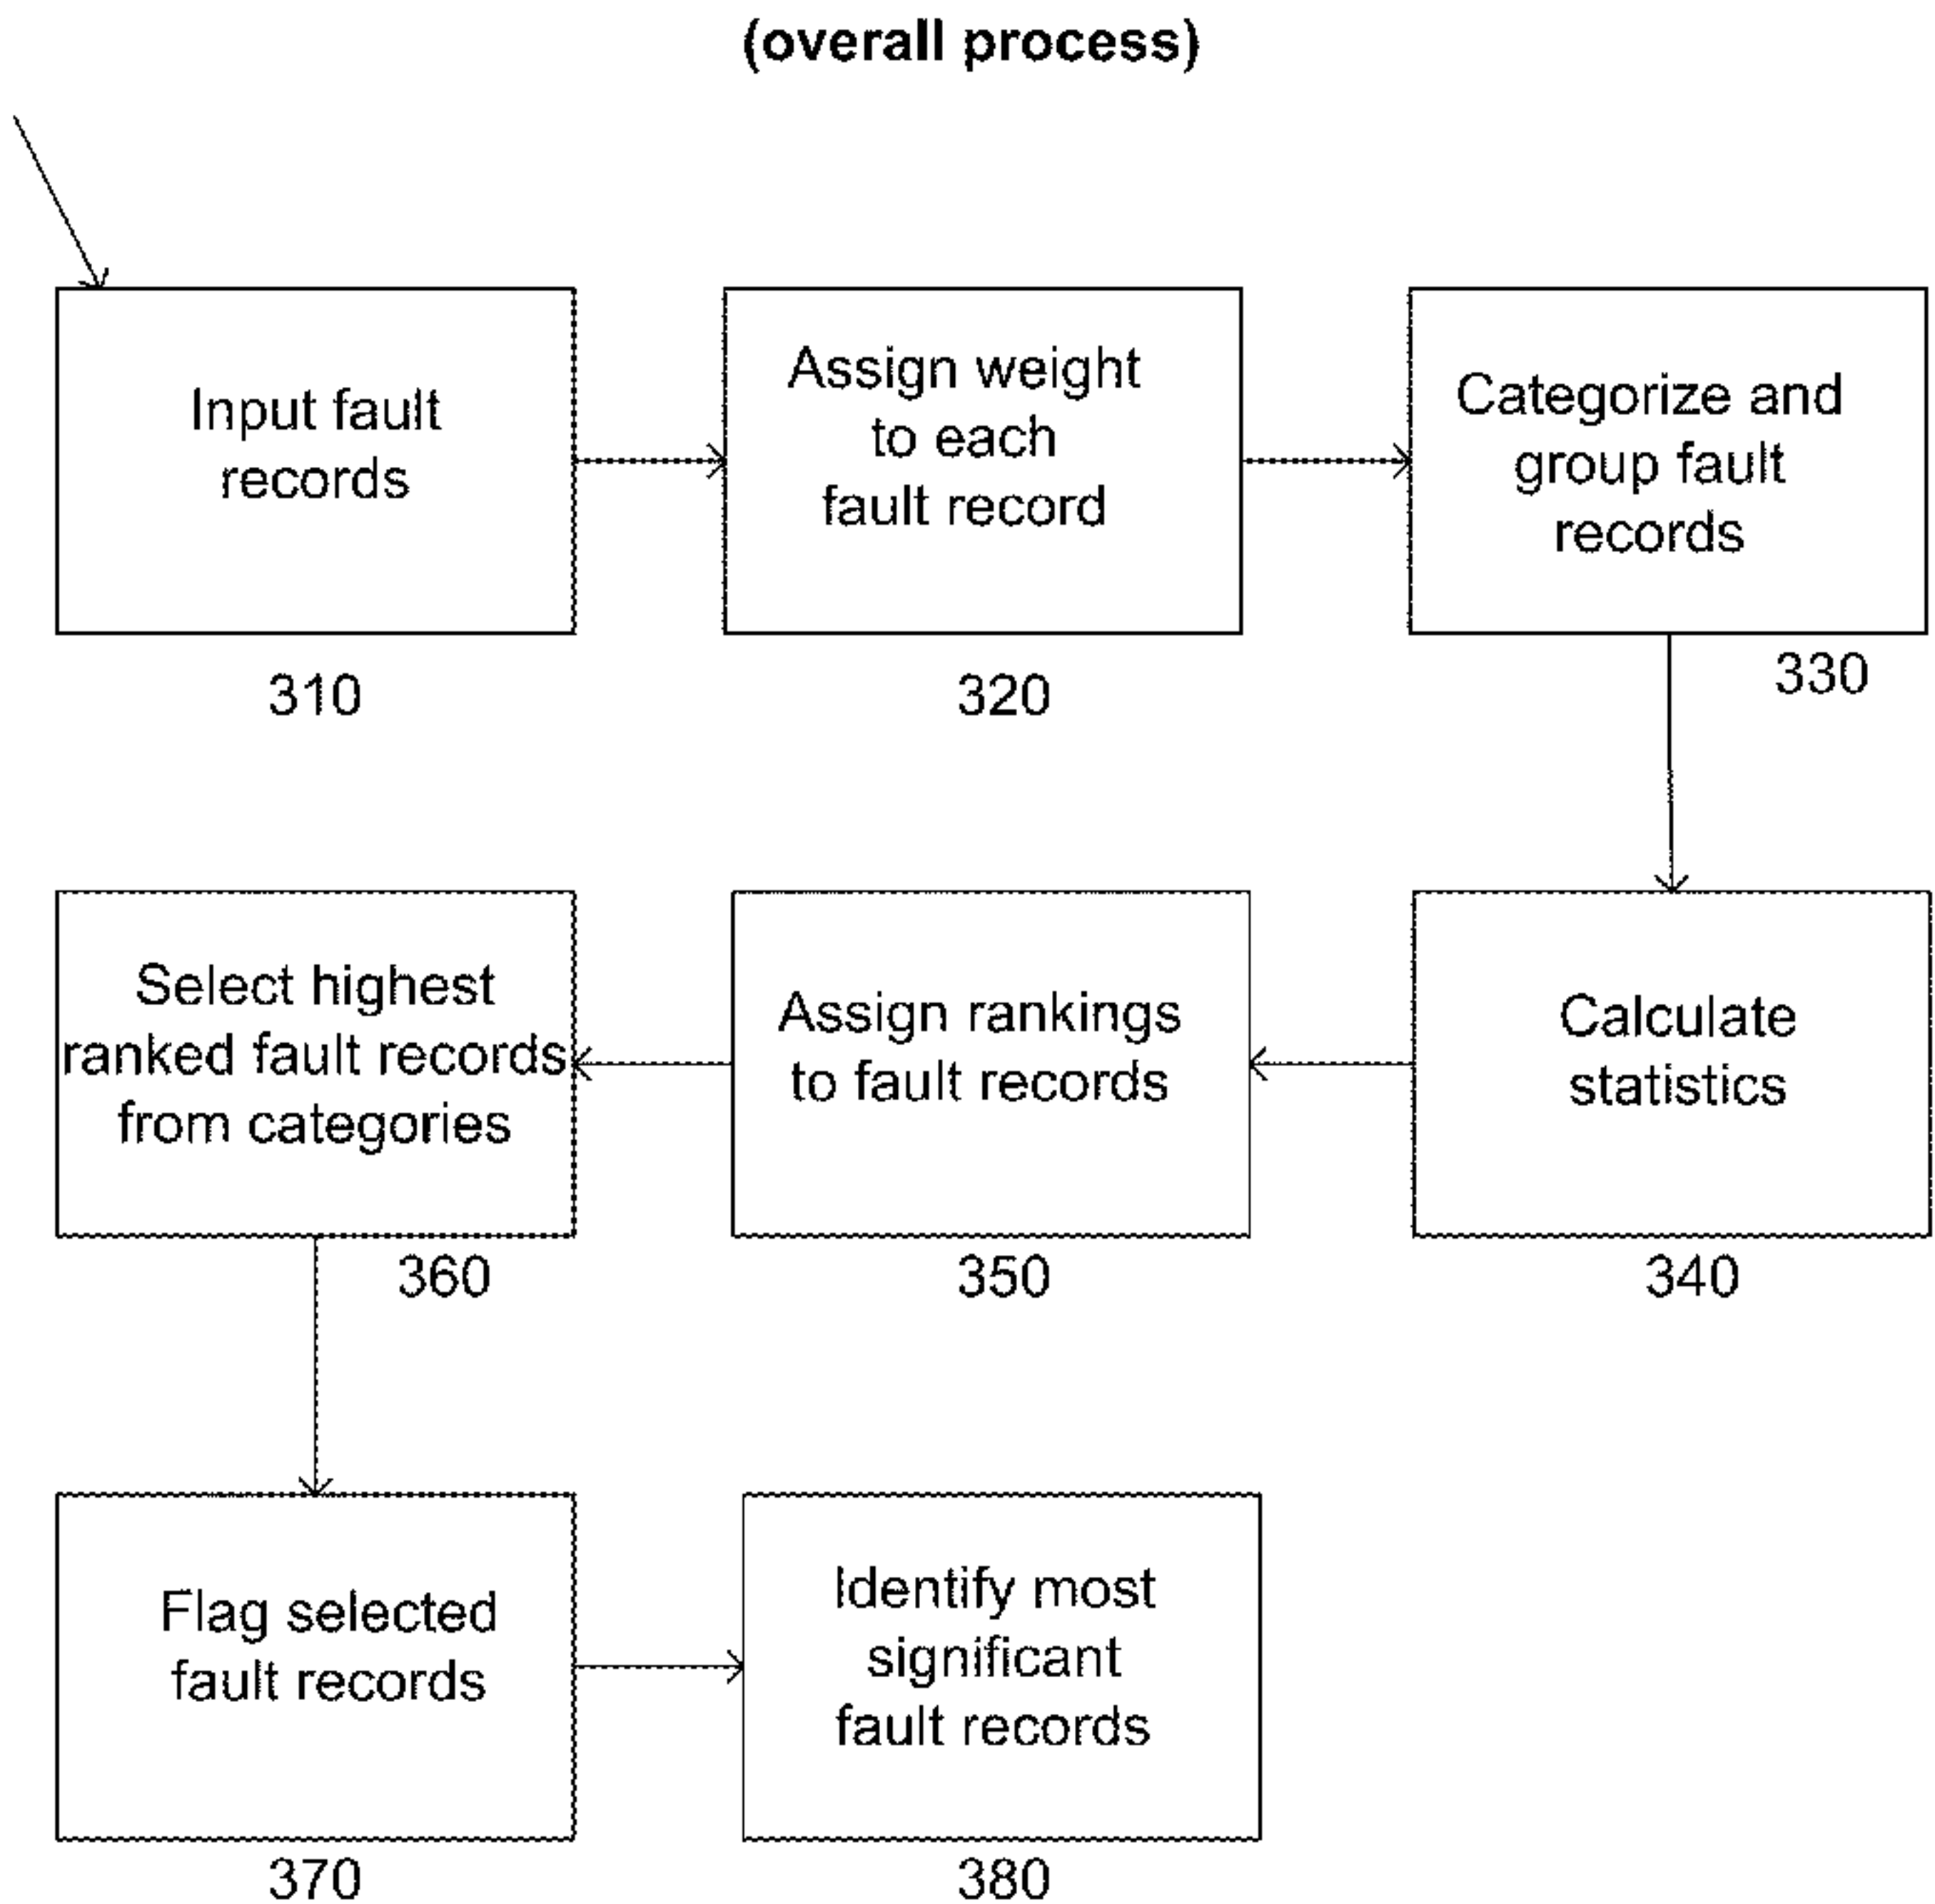 (overall process)
Input fault
records
310
Assign weight
to each
fault record
320
Categorize and
group fault
records
330
Calculate
statistics
340
Assign rankings
to fault records
350
Select highest
ranked fault records
from categories
360
Flag selected
fault records
370
Identify most
significant
fault records
380